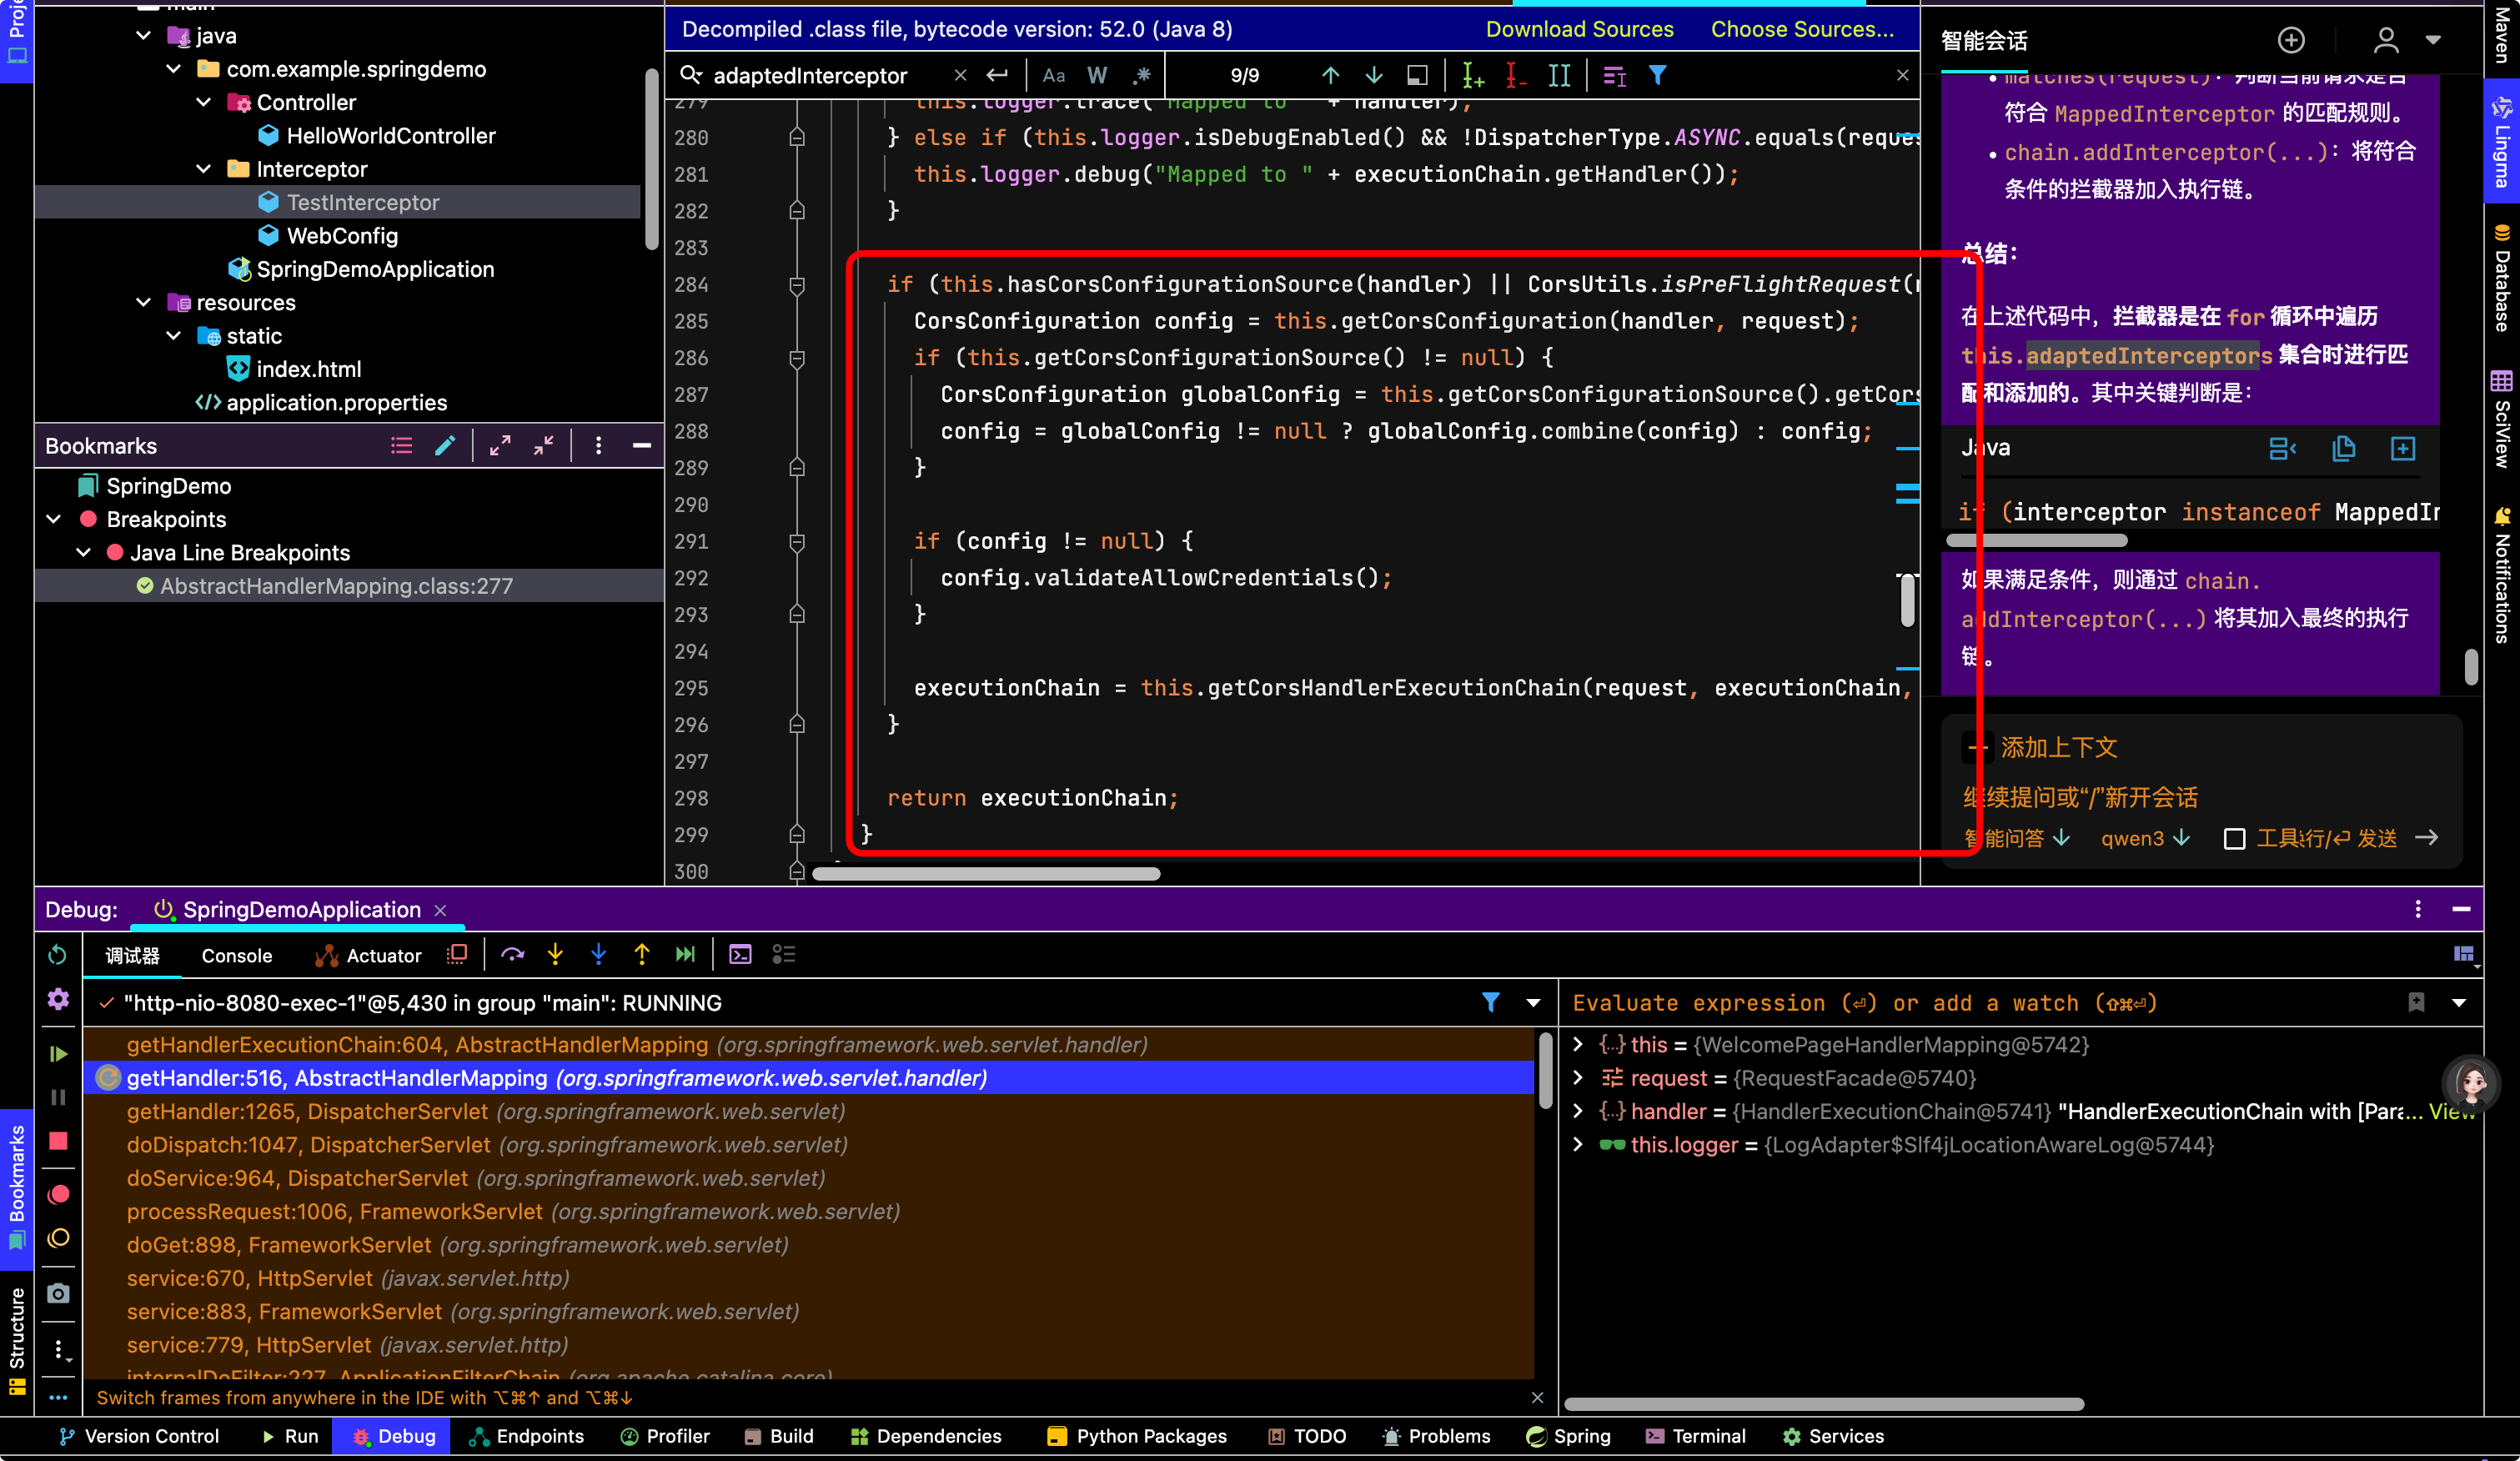 Proje
main
java
com.example.springdemo
Controller
HelloWorldController
Interceptor
TestInterceptor
WebConfig
SpringDemoApplication
resources
static
index.html
application.properties
Bookmarks
SpringDemo
Breakpoints
Java Line Breakpoints
AbstractHandlerMapping.class:277
Decompiled .class file, bytecode version: 52.0 (Java 8)
Download Sources
Choose Sources...
adaptedInterceptor
Aa W .*
9/9
279 this.logger.trace("Mapped to " + handler);
280 } else if (this.logger.isDebugEnabled() && !DispatcherType.ASYNC.equals(reques
281 this.logger.debug("Mapped to " + executionChain.getHandler());
282 }
283
284 if (this.hasCorsConfigurationSource(handler) || CorsUtils.isPreFlightRequest(r
285 CorsConfiguration config = this.getCorsConfiguration(handler, request);
286 if (this.getCorsConfigurationSource() != null) {
287 CorsConfiguration globalConfig = this.getCorsConfigurationSource().getCors
288 config = globalConfig != null ? globalConfig.combine(config) : config;
289 }
290
291 if (config != null) {
292 config.validateAllowCredentials();
293 }
294
295 executionChain = this.getCorsHandlerExecutionChain(request, executionChain,
296 }
297
298 return executionChain;
299 }
300
智能会话
matches(request): 判断当前请求是否
符合 MappedInterceptor 的匹配规则。
• chain.addInterceptor(...): 将符合
条件的拦截器加入执行链。
总结：
在上述代码中，拦截器是在 for 循环中遍历
this.adaptedInterceptors 集合时进行匹
配和添加的。其中关键判断是：
Java
if (interceptor instanceof MappedIn
如果满足条件，则通过 chain.
addInterceptor(...) 将其加入最终的执行
链。
添加上下文
继续提问或“/”新开会话
智能问答
qwen3
工具
行/⏎ 发送
Maven
Lingma
Database
SciView
Notifications
Debug:
SpringDemoApplication
调试器
Console
Actuator
"http-nio-8080-exec-1"@5,430 in group "main": RUNNING
getHandlerExecutionChain:604, AbstractHandlerMapping (org.springframework.web.servlet.handler)
getHandler:516, AbstractHandlerMapping (org.springframework.web.servlet.handler)
getHandler:1265, DispatcherServlet (org.springframework.web.servlet)
doDispatch:1047, DispatcherServlet (org.springframework.web.servlet)
doService:964, DispatcherServlet (org.springframework.web.servlet)
processRequest:1006, FrameworkServlet (org.springframework.web.servlet)
doGet:898, FrameworkServlet (org.springframework.web.servlet)
service:670, HttpServlet (javax.servlet.http)
service:883, FrameworkServlet (org.springframework.web.servlet)
service:779, HttpServlet (javax.servlet.http)
internalDoFilter:227, ApplicationFilterChain (org.apache.catalina.core)
Switch frames from anywhere in the IDE with ⌥⌘↑ and ⌥⌘↓
Evaluate expression (⏎) or add a watch (⇧⌘⏎)
this = {WelcomePageHandlerMapping@5742}
request = {RequestFacade@5740}
handler = {HandlerExecutionChain@5741} "HandlerExecutionChain with [Para... View
this.logger = {LogAdapter$Slf4jLocationAwareLog@5744}
Bookmarks
Structure
Version Control
Run
Debug
Endpoints
Profiler
Build
Dependencies
Python Packages
TODO
Problems
Spring
Terminal
Services